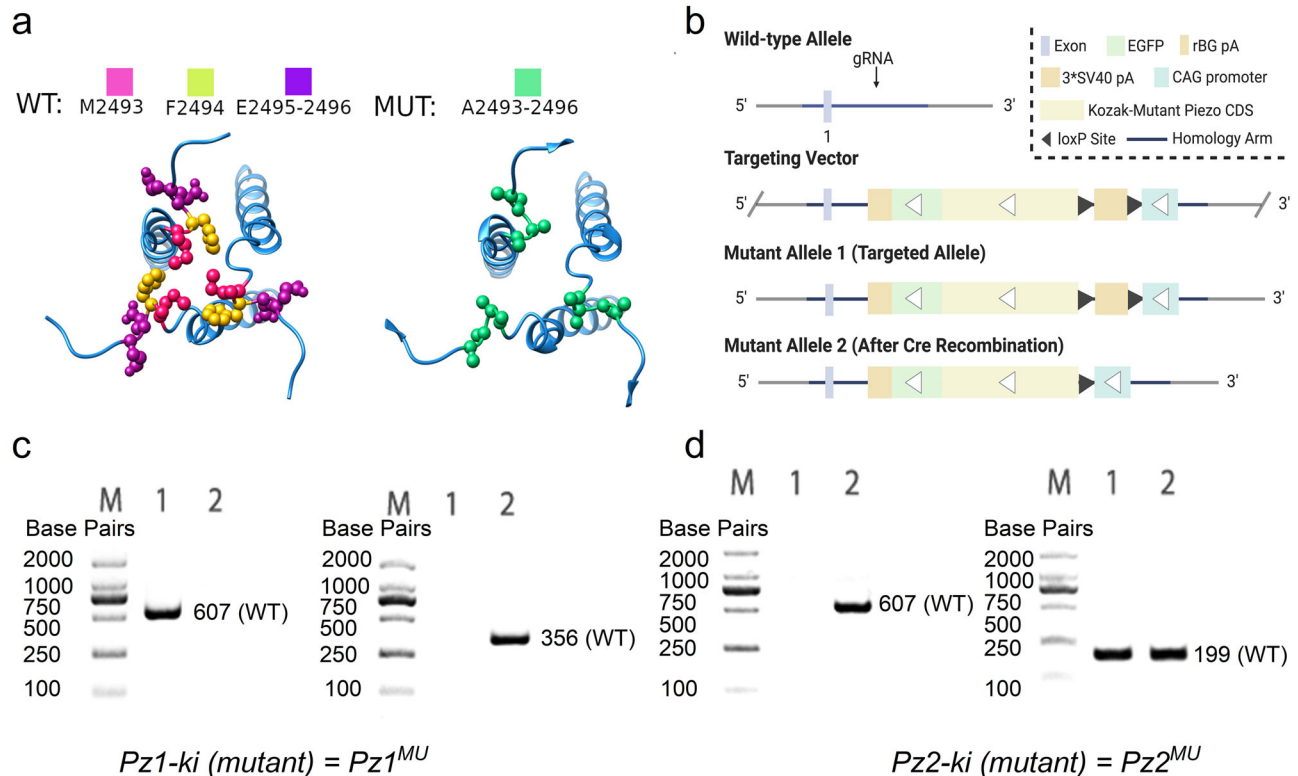 a
WT: M2493 F2494 E2495-2496 MUT: A2493-2496
b
Wild-type Allele
gRNA
5' 3'
1
Exon EGFP rBG pA
3*SV40 pA CAG promoter
Kozak-Mutant Piezo CDS
loxP Site Homology Arm
Targeting Vector
5' 3'
Mutant Allele 1 (Targeted Allele)
5' 3'
Mutant Allele 2 (After Cre Recombination)
5' 3'
c
M 1 2
Base Pairs
2000
1000
750
500
250
100
607 (WT)
M 1 2
Base Pairs
2000
1000
750
500
250
100
356 (WT)
Pz1-ki (mutant) = Pz1MU
d
M 1 2
Base Pairs
2000
1000
750
500
250
100
607 (WT)
M 1 2
Base Pairs
2000
1000
750
500
250
100
199 (WT)
Pz2-ki (mutant) = Pz2MU